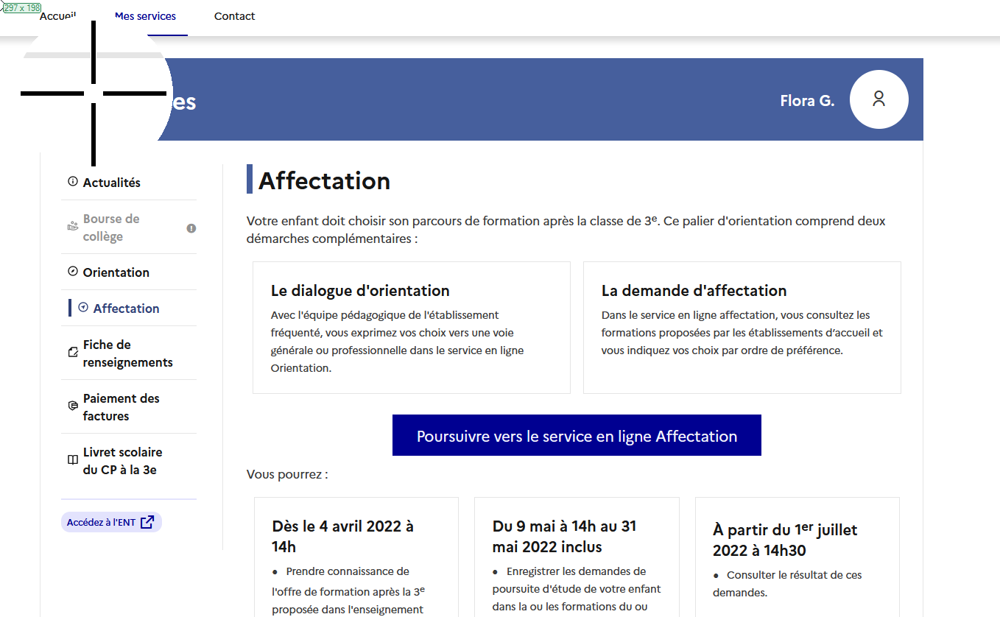 297 x 198
Accueil
Mes services
Contact
es
Flora G.
Actualités
Bourse de
collège
Orientation
Affectation
Fiche de
renseignements
Paiement des
factures
Livret scolaire
du CP à la 3e
Accédez à l'ENT
Affectation
Votre enfant doit choisir son parcours de formation après la classe de 3e. Ce palier d'orientation comprend deux
démarches complémentaires :
Le dialogue d'orientation
Avec l'équipe pédagogique de l'établissement
fréquenté, vous exprimez vos choix vers une voie
générale ou professionnelle dans le service en ligne
Orientation.
La demande d'affectation
Dans le service en ligne affectation, vous consultez les
formations proposées par les établissements d’accueil et
vous indiquez vos choix par ordre de préférence.
Poursuivre vers le service en ligne Affectation
Vous pourrez :
Dès le 4 avril 2022 à
14h
• Prendre connaissance de
l'offre de formation après la 3e
proposée dans l'enseignement
Du 9 mai à 14h au 31
mai 2022 inclus
• Enregistrer les demandes de
poursuite d'étude de votre enfant
dans la ou les formations du ou
À partir du 1er juillet
2022 à 14h30
• Consulter le résultat de ces
demandes.